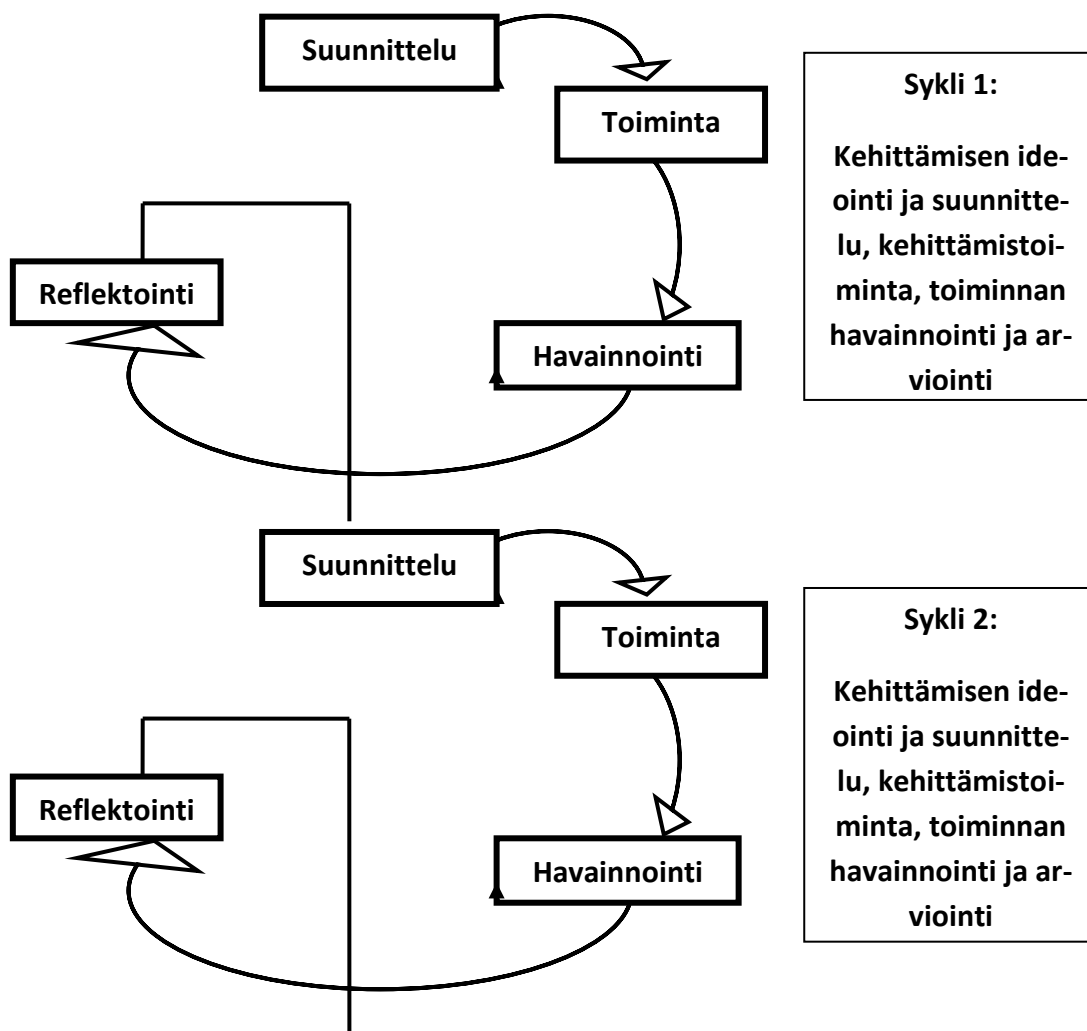 Suunnittelu
Toiminta
Havainnointi
Reflektointi
Sykli 1:
Kehittämisen ide-
ointi ja suunnitte-
lu, kehittämistoi-
minta, toiminnan
havainnointi ja ar-
viointi
Suunnittelu
Toiminta
Havainnointi
Reflektointi
Sykli 2:
Kehittämisen ide-
ointi ja suunnitte-
lu, kehittämistoi-
minta, toiminnan
havainnointi ja ar-
viointi